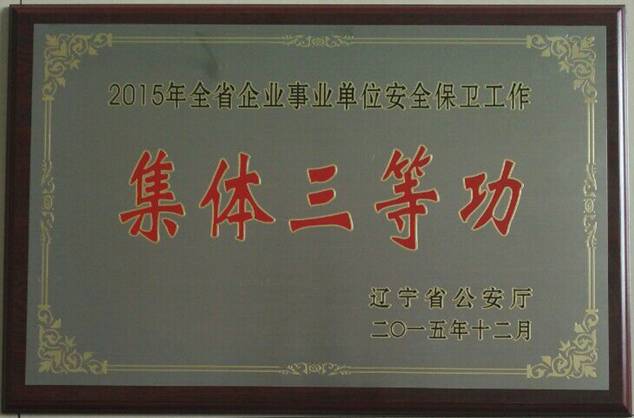 2015年全省企业事业单位安全保卫工作
集体三等功
辽宁省公安厅
二〇一五年十二月